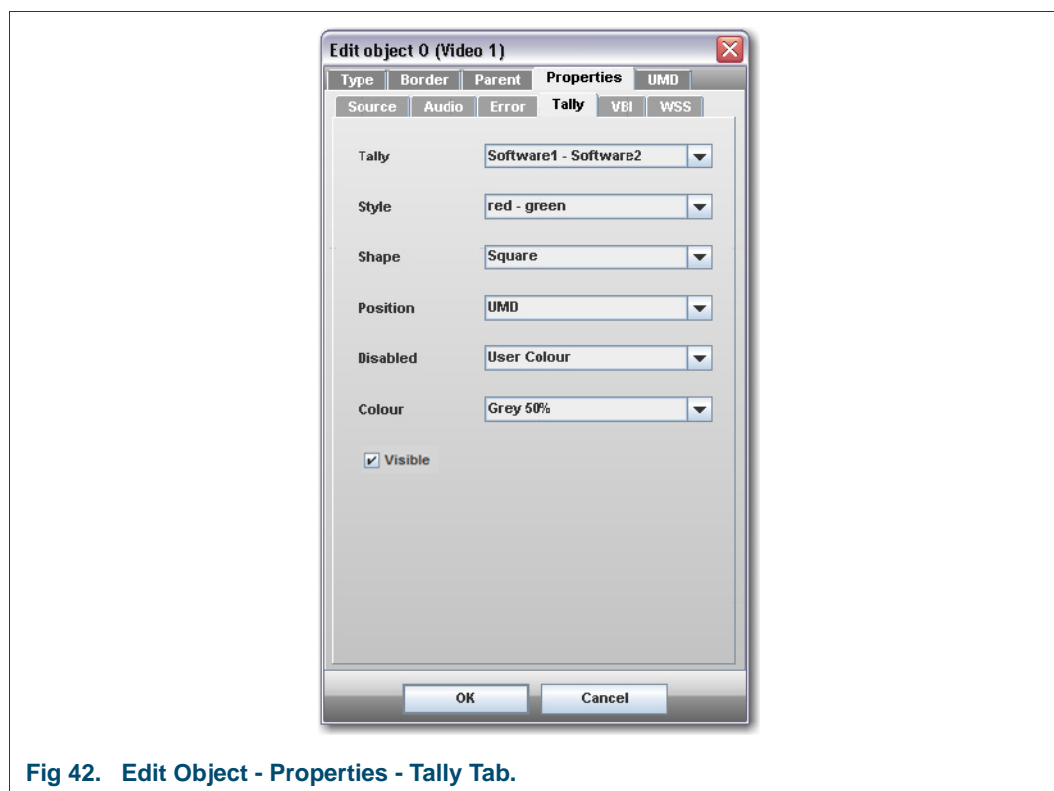 Edit object 0 (Video 1)
Type Border Parent Properties UMD
Source Audio Error Tally VBI WSS
Tally Software1 - Software2
Style red - green
Shape Square
Position UMD
Disabled User Colour
Colour Grey 50%
Visible
OK Cancel
Fig 42. Edit Object - Properties - Tally Tab.